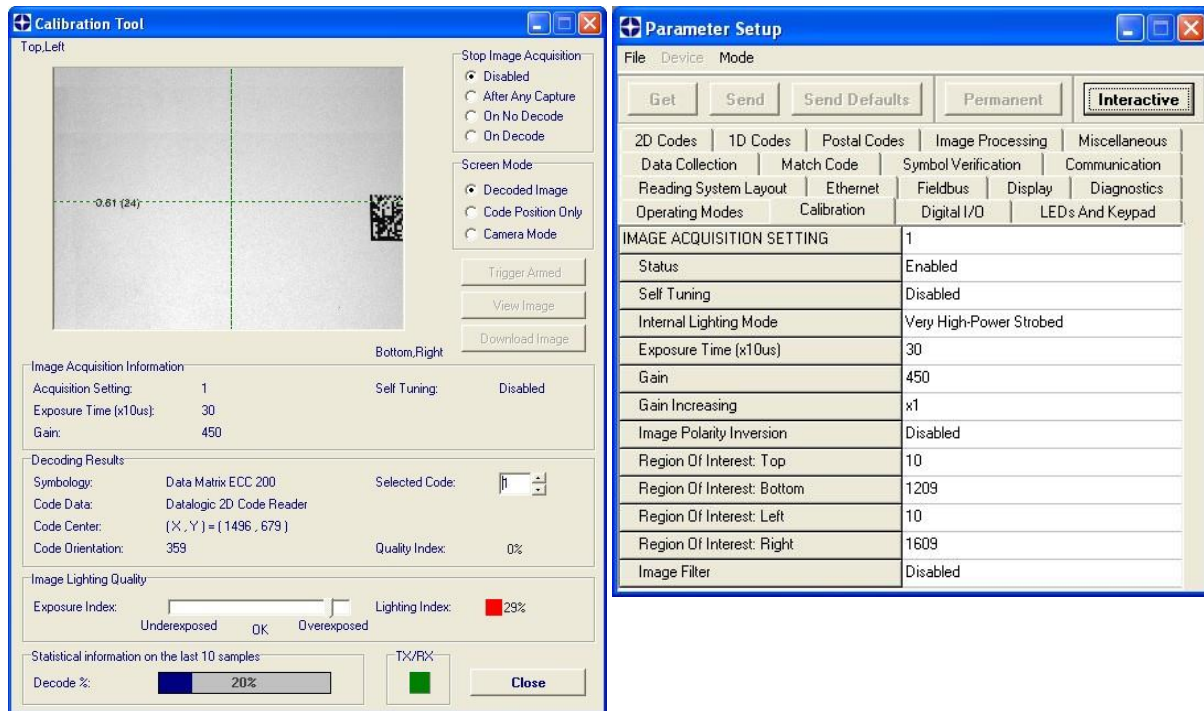 Calibration Tool
Top,Left
0.61 (24)
Bottom,Right
Stop Image Acquisition
Disabled
After Any Capture
On No Decode
On Decode
Screen Mode
Decoded Image
Code Position Only
Camera Mode
Trigger Armed
View Image
Download Image
Image Acquisition Information
Acquisition Setting: 1 Self Tuning: Disabled
Exposure Time (x10us): 30
Gain: 450
Decoding Results
Symbology: Data Matrix ECC 200 Selected Code: 1
Code Data: Datalogic 2D Code Reader
Code Center: (X,Y) = ( 1496 , 679 )
Code Orientation: 359 Quality Index: 0%
Image Lighting Quality
Exposure Index: Lighting Index: 29%
Underexposed OK Overexposed
Statistical information on the last 10 samples
Decode %: 20%
TX/RX
Close
Parameter Setup
File Device Mode
Get Send Send Defaults Permanent Interactive
2D Codes 1D Codes Postal Codes Image Processing Miscellaneous
Data Collection Match Code Symbol Verification Communication
Reading System Layout Ethernet Fieldbus Display Diagnostics
Operating Modes Calibration Digital I/O LEDs And Keypad
IMAGE ACQUISITION SETTING 1
Status Enabled
Self Tuning Disabled
Internal Lighting Mode Very High-Power Strobed
Exposure Time (x10us) 30
Gain 450
Gain Increasing x1
Image Polarity Inversion Disabled
Region Of Interest: Top 10
Region Of Interest: Bottom 1209
Region Of Interest: Left 10
Region Of Interest: Right 1609
Image Filter Disabled